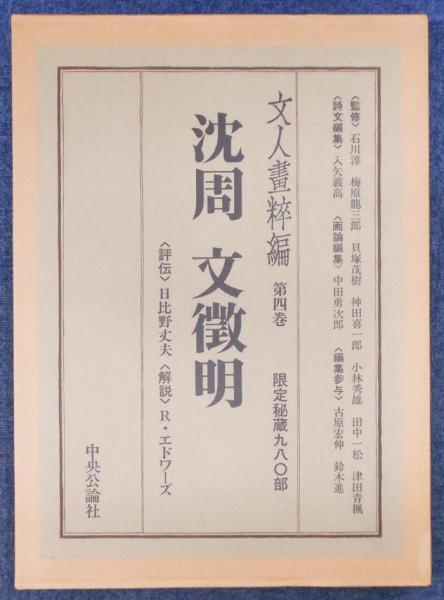 〈監修〉石川淳 梅原龍三郎 貝塚茂樹 神田喜一郎 小林秀雄 田中一松 津田青楓
〈詩文編集〉入矢義高 〈画論編集〉中田勇次郎 〈編集参与〉古原宏伸 鈴木進
文人畫粹編 第四巻 限定秘蔵九八〇部
沈周 文徴明
〈評伝〉日比野丈夫 〈解説〉R・エドワーズ
中央公論社